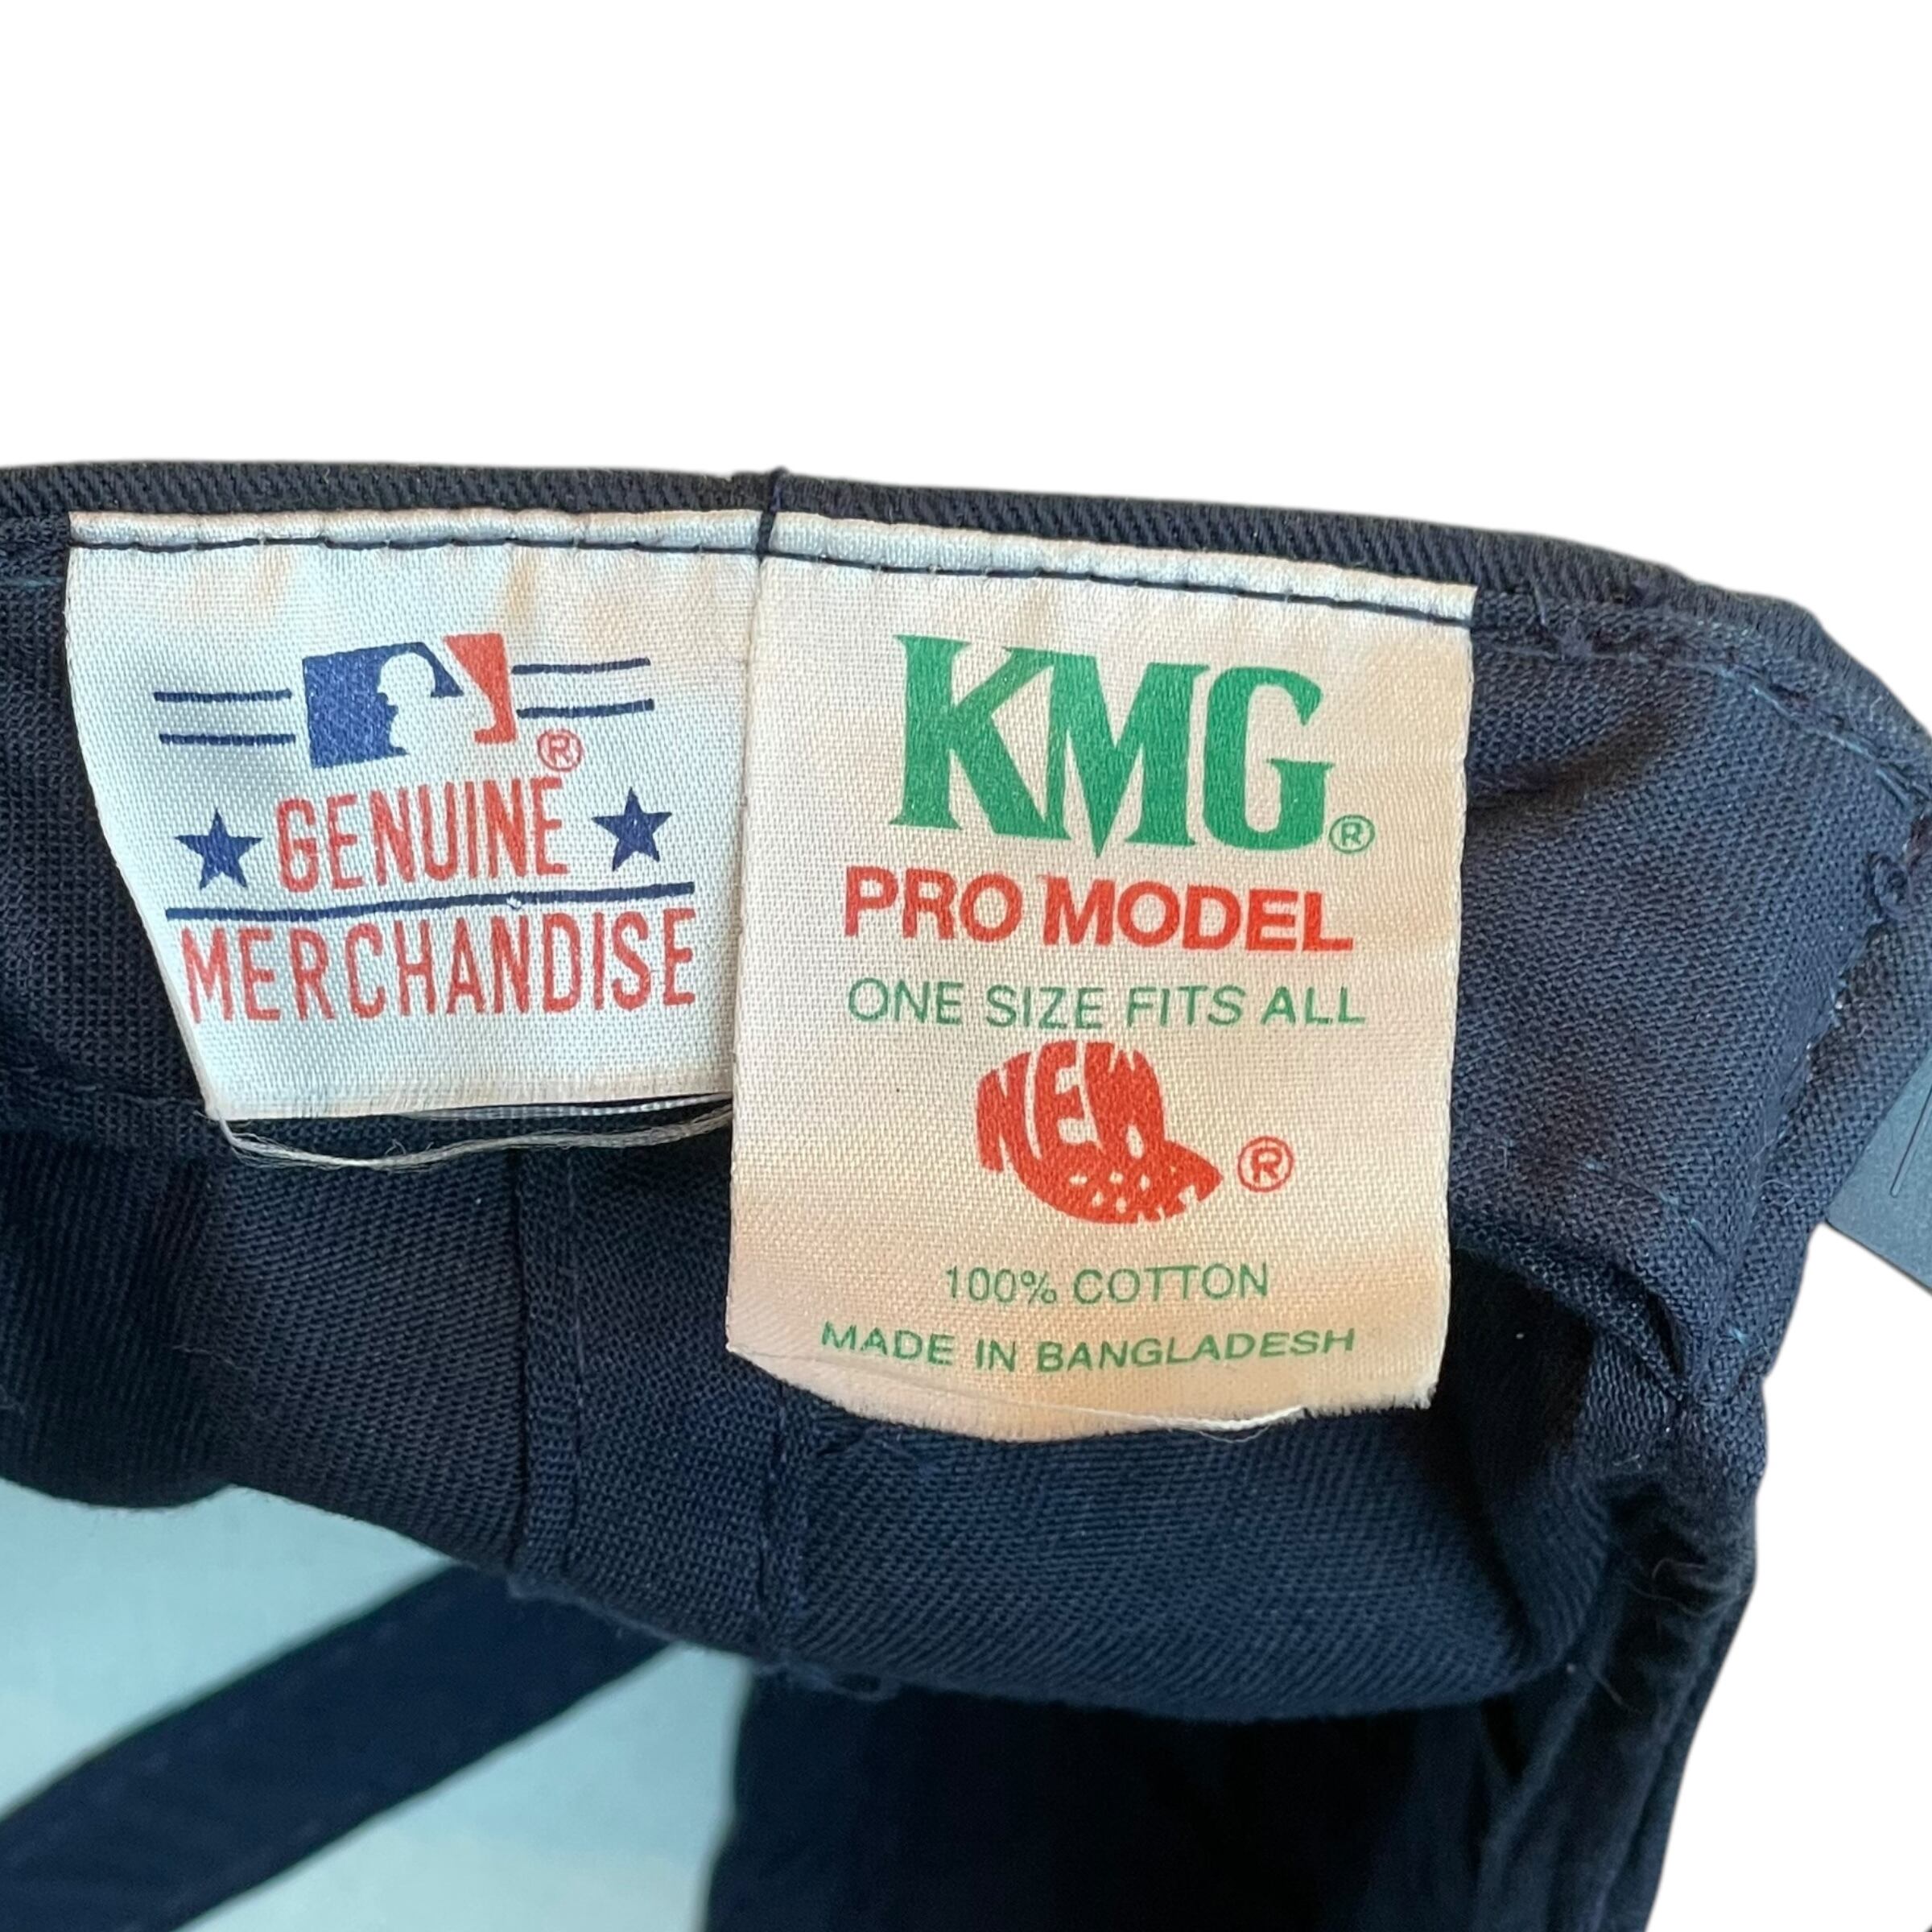 ®
GENUINE
MERCHANDISE
KMG®
PRO MODEL
ONE SIZE FITS ALL
NEW
®
100% COTTON
MADE IN BANGLADESH